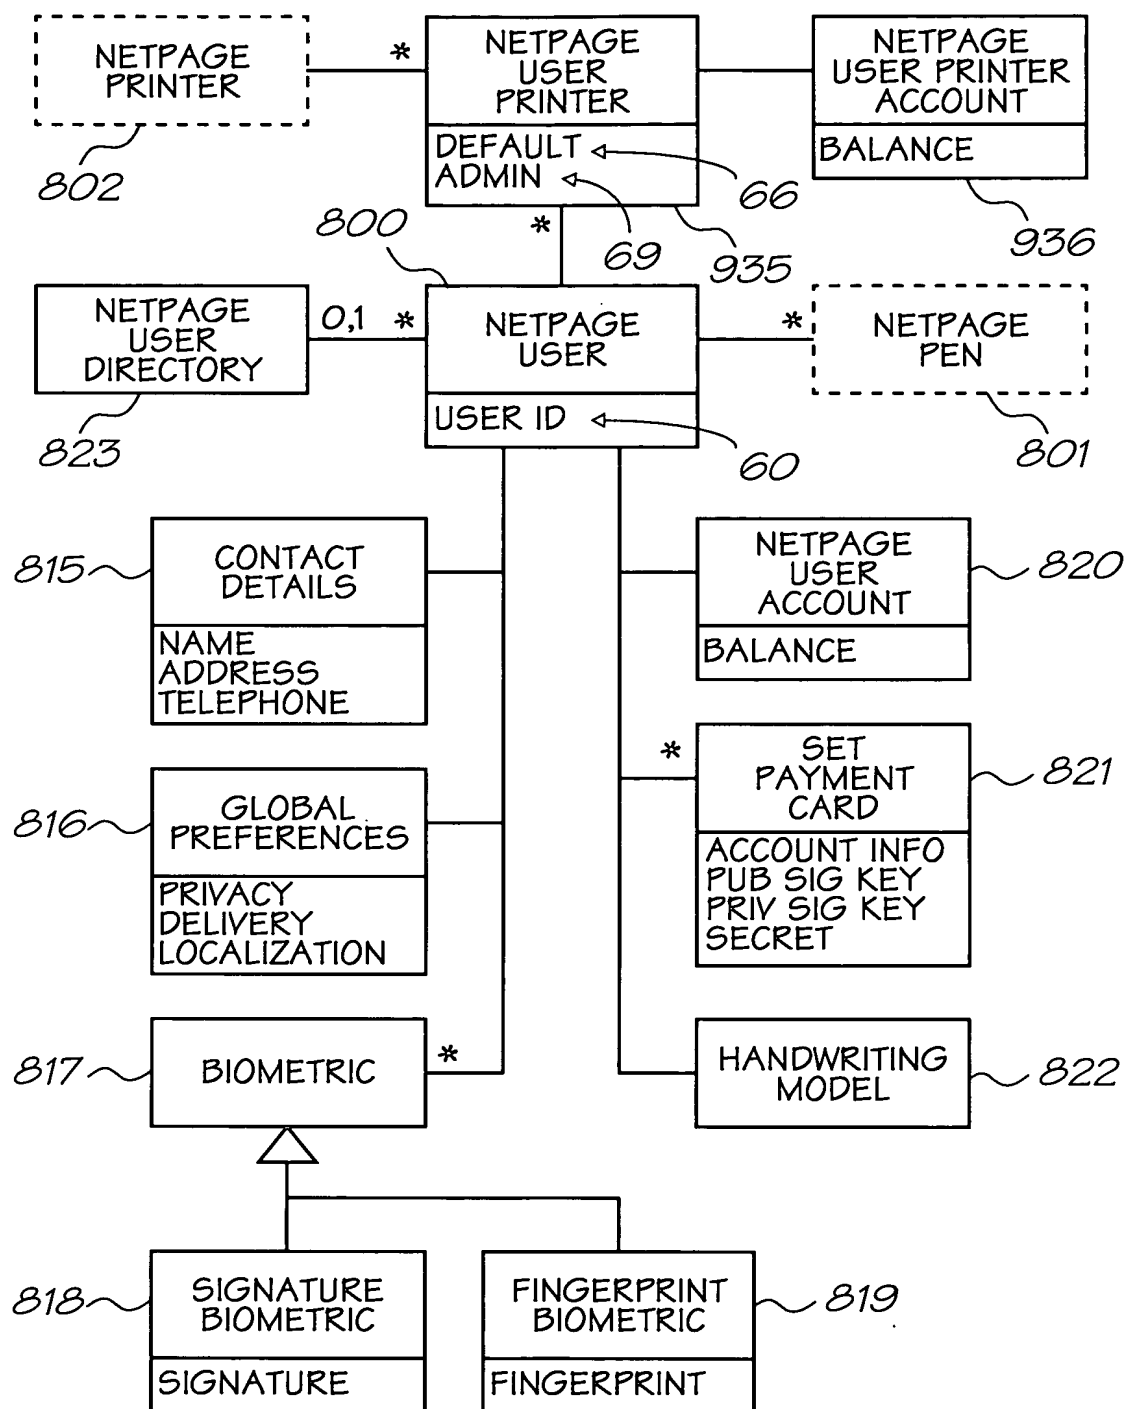 NETPAGE
PRINTER
802
*
NETPAGE
USER
PRINTER
DEFAULT
ADMIN
66
69
935
NETPAGE
USER PRINTER
ACCOUNT
BALANCE
936
*
800
NETPAGE
USER
DIRECTORY
823
0,1 *
NETPAGE
USER
USER ID
60
*
NETPAGE
PEN
801
815
CONTACT
DETAILS
NAME
ADDRESS
TELEPHONE
NETPAGE
USER
ACCOUNT
BALANCE
820
816
GLOBAL
PREFERENCES
PRIVACY
DELIVERY
LOCALIZATION
*
SET
PAYMENT
CARD
ACCOUNT INFO
PUB SIG KEY
PRIV SIG KEY
SECRET
821
817
BIOMETRIC
*
HANDWRITING
MODEL
822
818
SIGNATURE
BIOMETRIC
SIGNATURE
FINGERPRINT
BIOMETRIC
FINGERPRINT
819